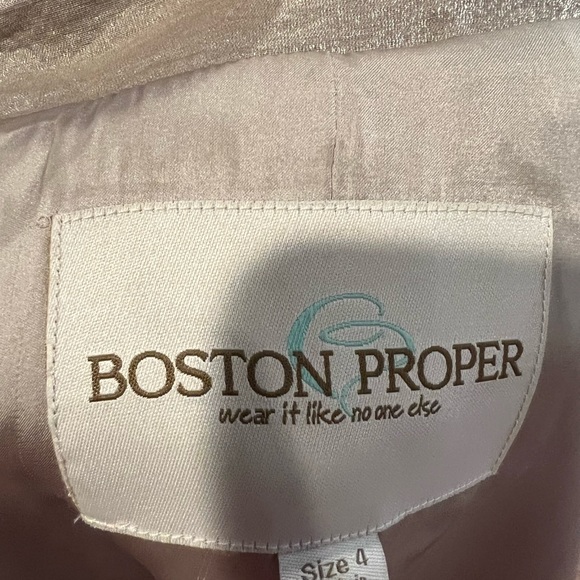 BOSTON PROPER
wear it like no one else
Size 4